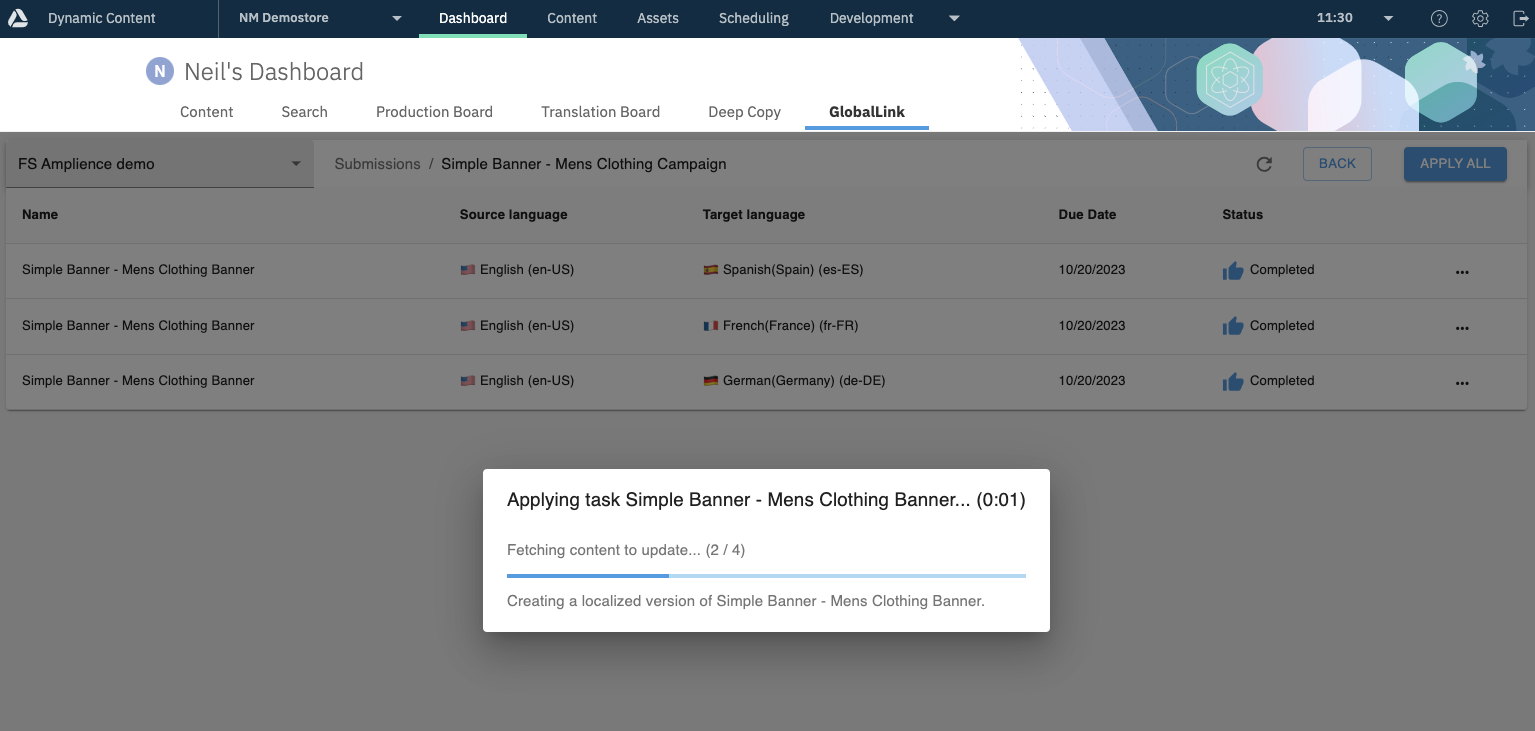 Dynamic Content NM Demostore Dashboard Content Assets Scheduling Development 11:30 ?
N Neil's Dashboard
Content Search Production Board Translation Board Deep Copy GlobalLink
FS Amplience demo Submissions / Simple Banner - Mens Clothing Campaign BACK APPLY ALL
Name Source language Target language Due Date Status
Simple Banner - Mens Clothing Banner English (en-US) Spanish(Spain) (es-ES) 10/20/2023 Completed
Simple Banner - Mens Clothing Banner English (en-US) French(France) (fr-FR) 10/20/2023 Completed
Simple Banner - Mens Clothing Banner English (en-US) German(Germany) (de-DE) 10/20/2023 Completed
Applying task Simple Banner - Mens Clothing Banner... (0:01)
Fetching content to update... (2 / 4)
Creating a localized version of Simple Banner - Mens Clothing Banner.